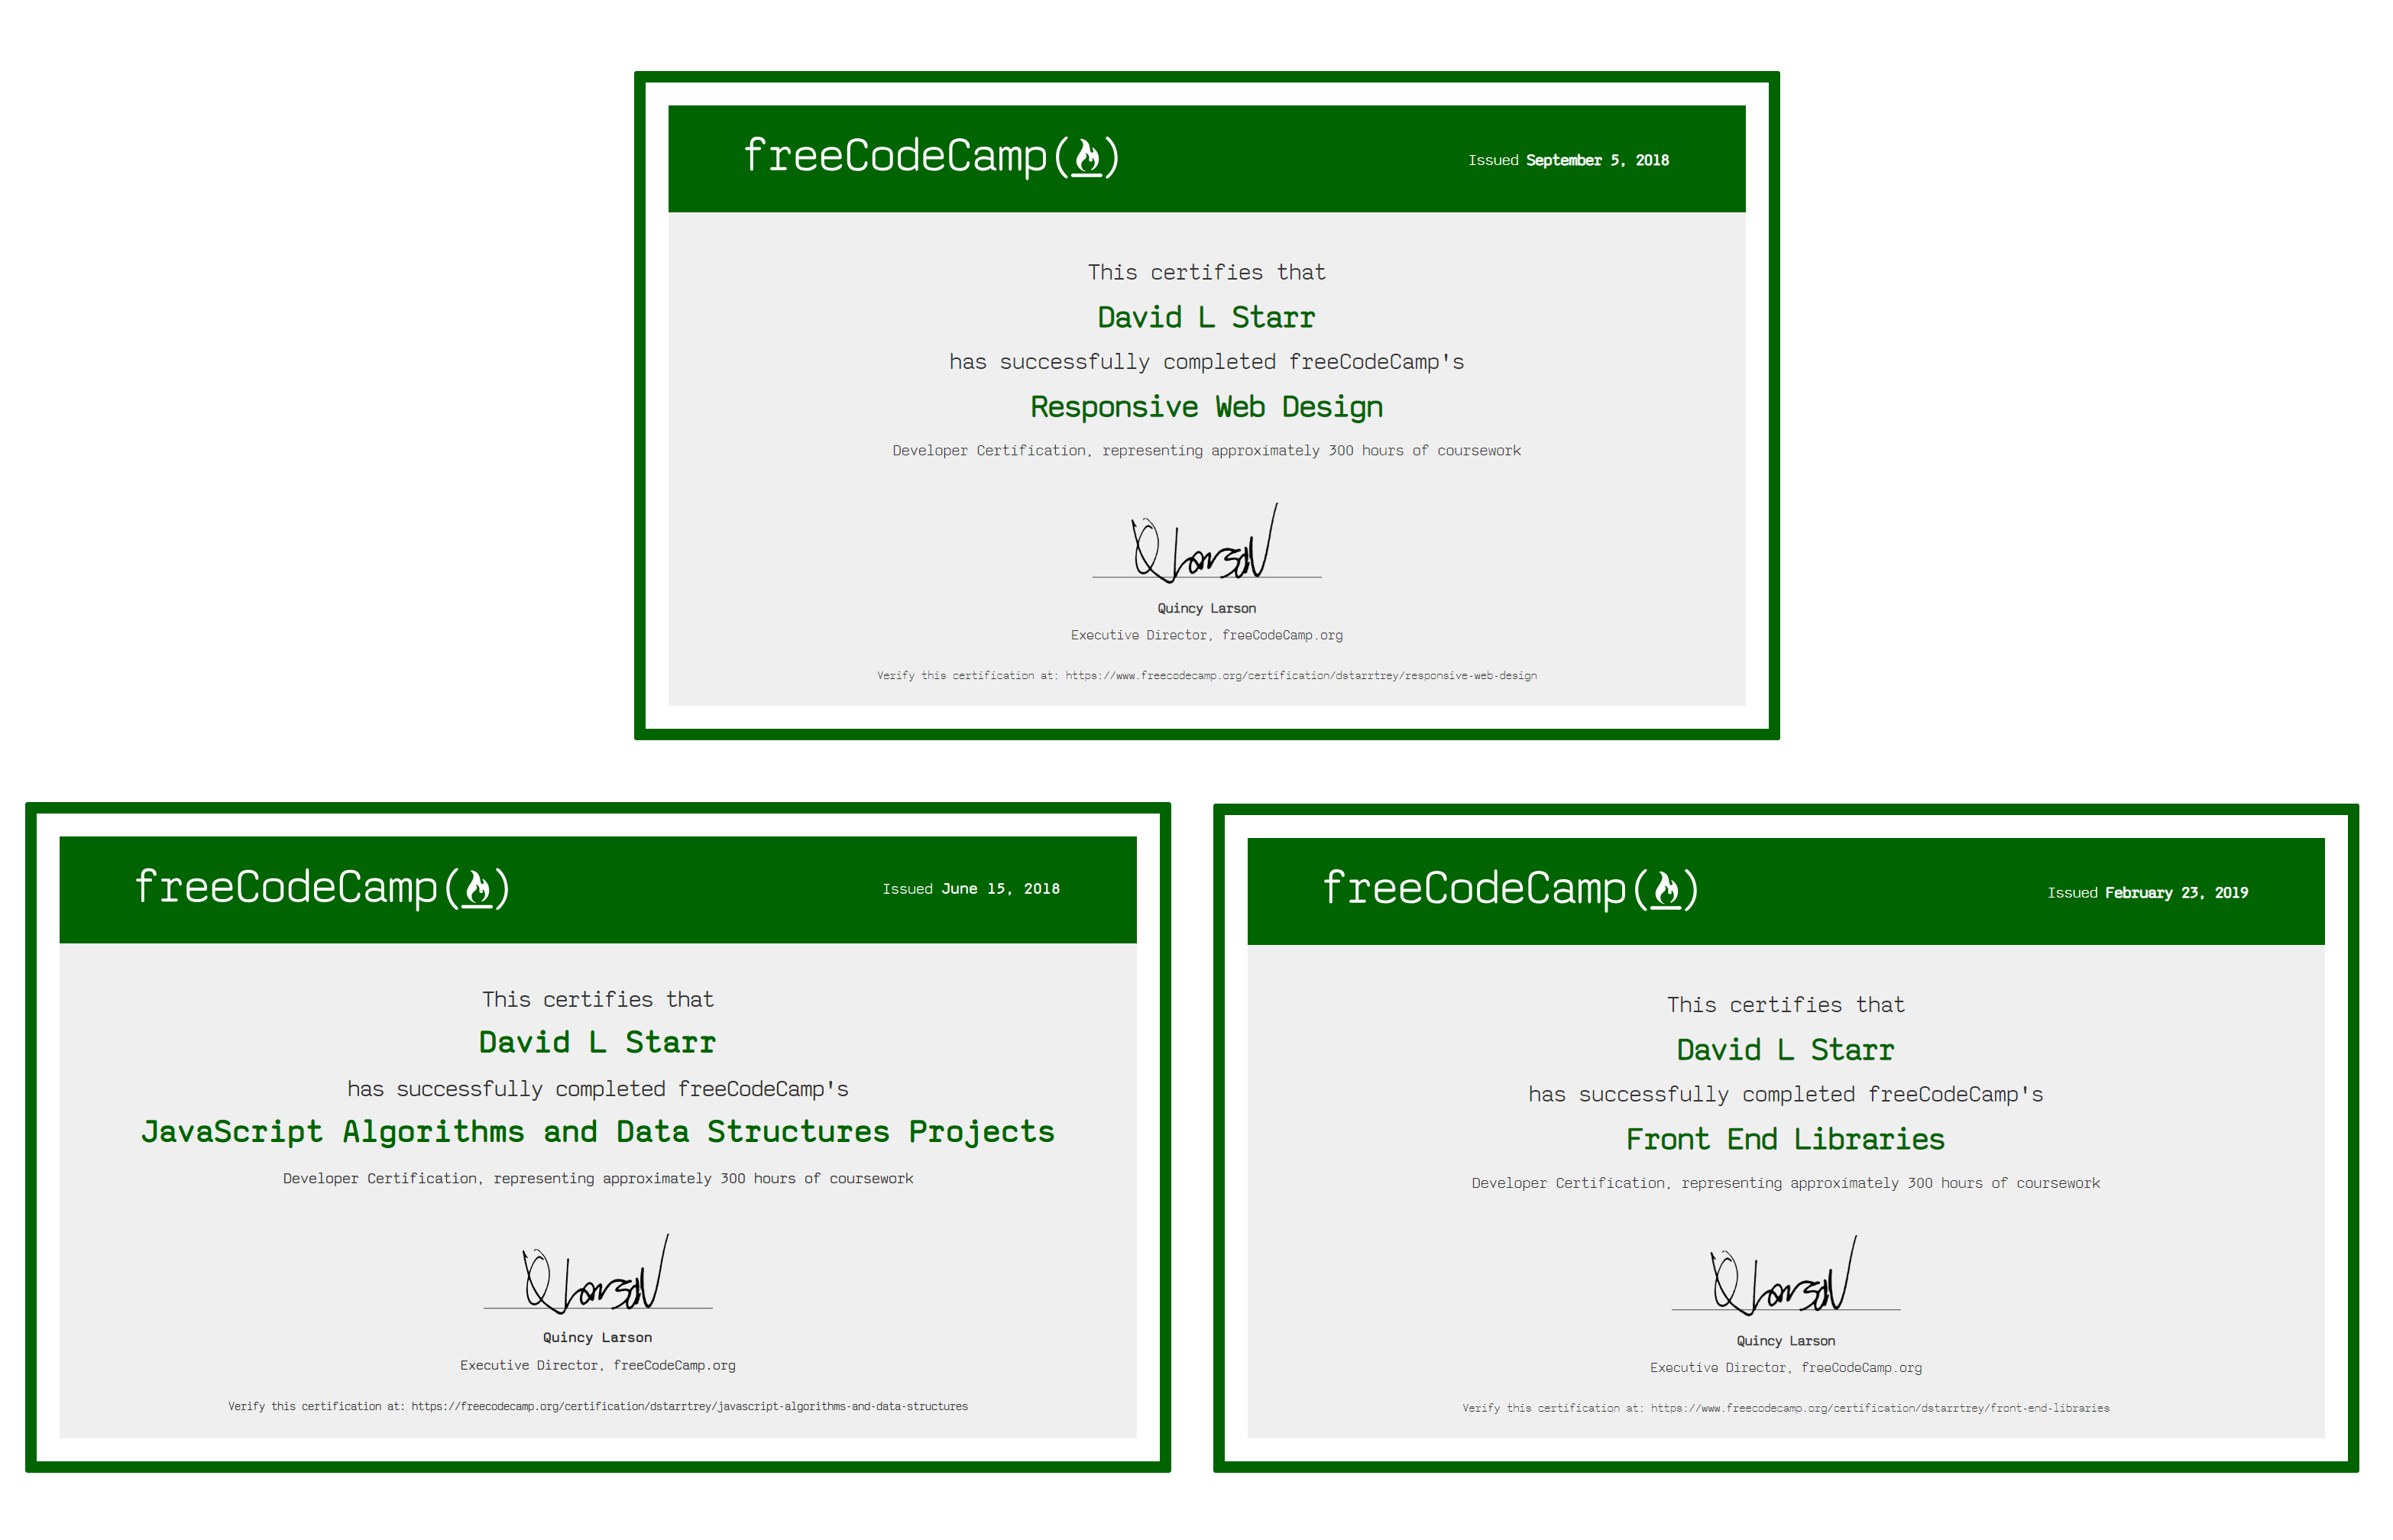 freeCodeCamp(🔥)
Issued September 5, 2018
This certifies that
David L Starr
has successfully completed freeCodeCamp's
Responsive Web Design
Developer Certification, representing approximately 300 hours of coursework
Q Larson
Quincy Larson
Executive Director, freeCodeCamp.org
Verify this certification at: https://www.freecodecamp.org/certification/dstarrtrey/responsive-web-design
freeCodeCamp(🔥)
Issued June 15, 2018
This certifies that
David L Starr
has successfully completed freeCodeCamp's
JavaScript Algorithms and Data Structures Projects
Developer Certification, representing approximately 300 hours of coursework
Q Larson
Quincy Larson
Executive Director, freeCodeCamp.org
Verify this certification at: https://freecodecamp.org/certification/dstarrtrey/javascript-algorithms-and-data-structures
freeCodeCamp(🔥)
Issued February 23, 2019
This certifies that
David L Starr
has successfully completed freeCodeCamp's
Front End Libraries
Developer Certification, representing approximately 300 hours of coursework
Q Larson
Quincy Larson
Executive Director, freeCodeCamp.org
Verify this certification at: https://www.freecodecamp.org/certification/dstarrtrey/front-end-libraries